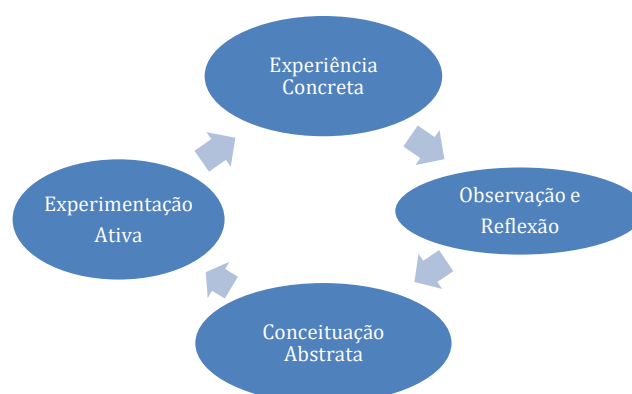 Experiência
Concreta
Experimentação
Ativa
Observação e
Reflexão
Conceituação
Abstrata